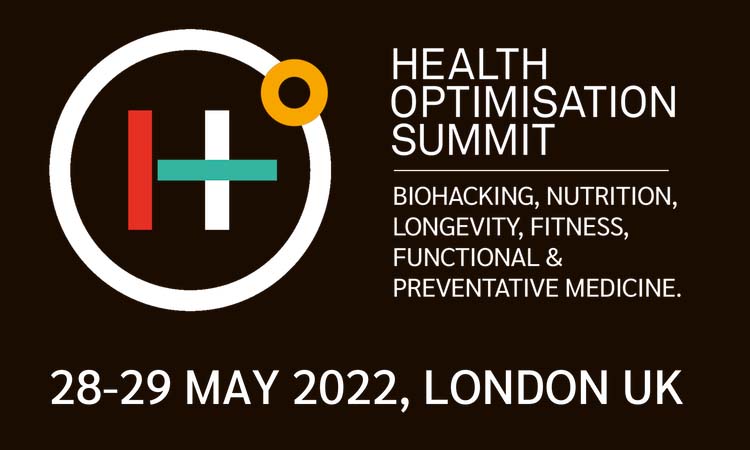 H
HEALTH
OPTIMISATION
SUMMIT
BIOHACKING, NUTRITION,
LONGEVITY, FITNESS,
FUNCTIONAL &
PREVENTATIVE MEDICINE.
28-29 MAY 2022, LONDON UK